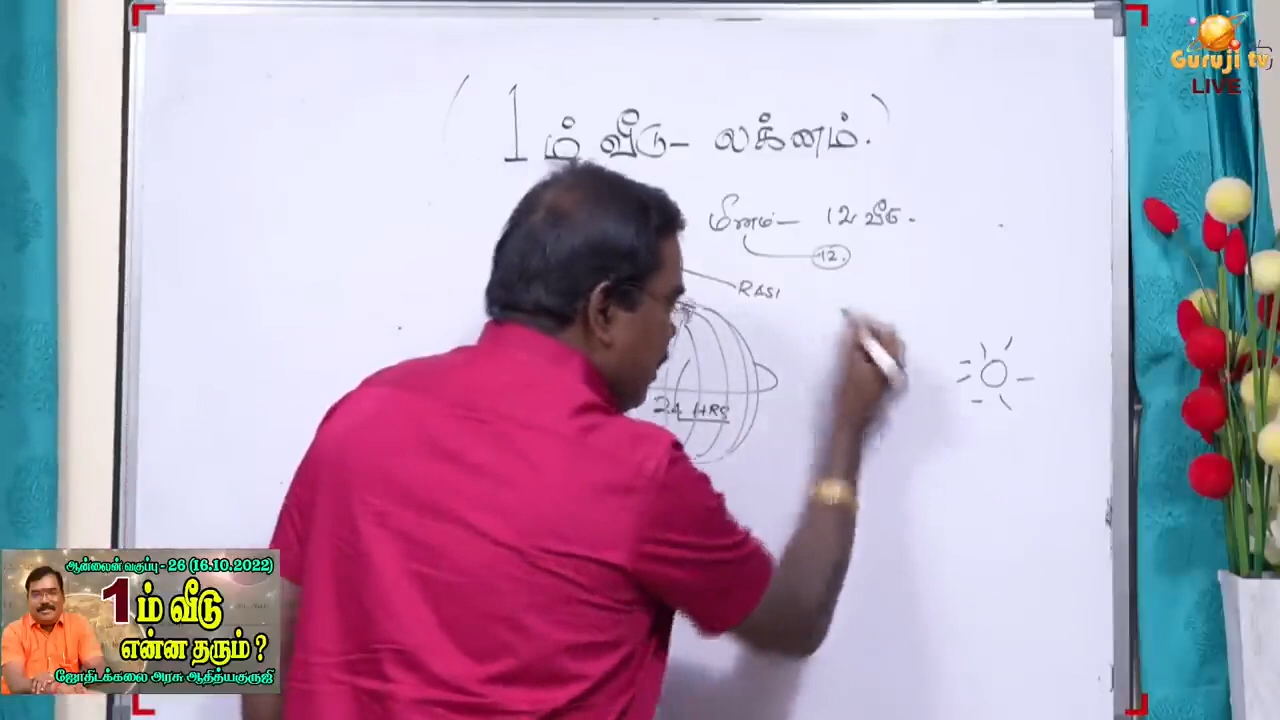 Guruji tv
LIVE
(1ம் வீடு - லக்னம்.)
மீனம் - 12 வீடு.
12.
RASI
24 HRS
ஆன்லைன் வகுப்பு - 26 (16.10.2022)
1ம் வீடு
என்ன தரும் ?
ஜோதிடக்கலை அரசு ஆதித்யகுருஜி